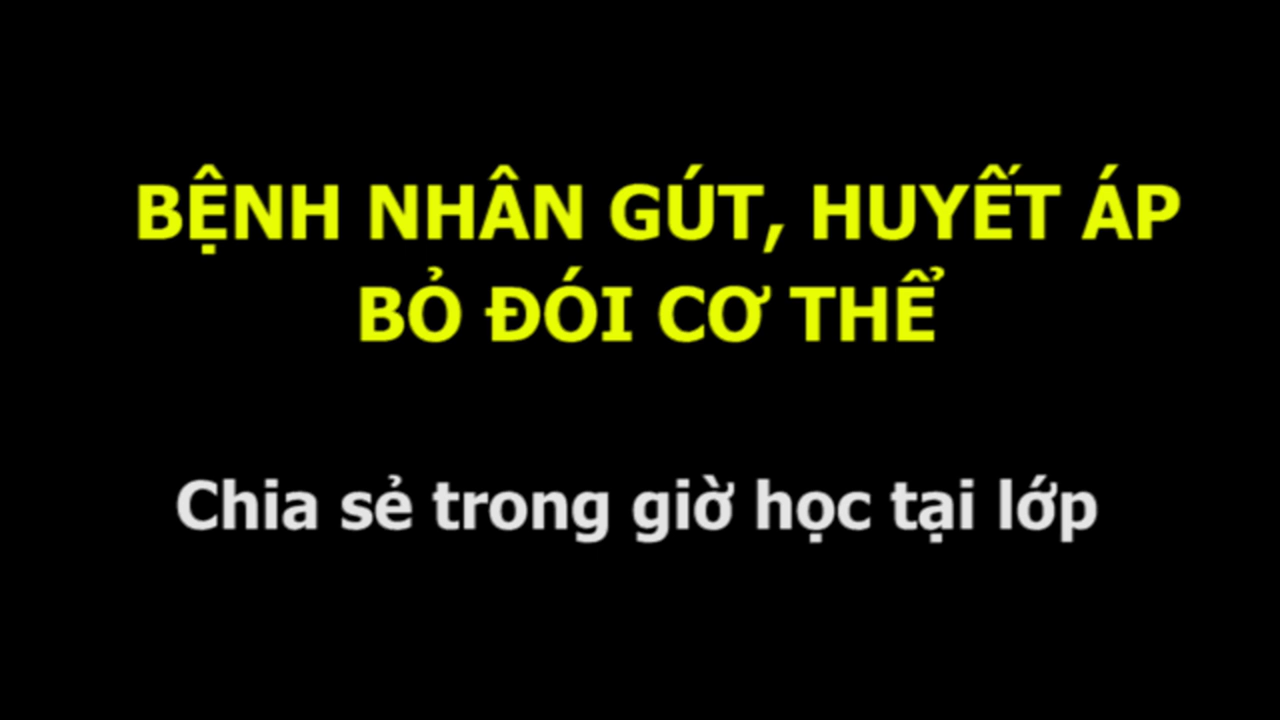 BỆNH NHÂN GÚT, HUYẾT ÁP
BỎ ĐÓI CƠ THỂ
Chia sẻ trong giờ học tại lớp